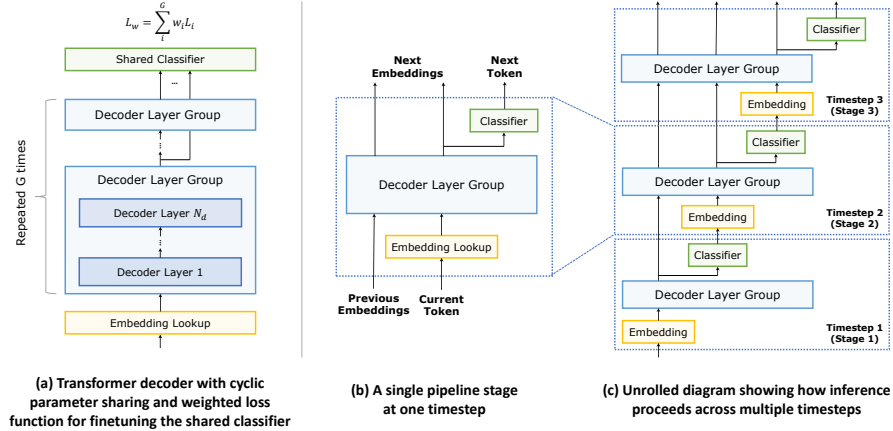 L_w = \sum_i^G w_i L_i
Shared Classifier
...
Decoder Layer Group
...
Decoder Layer Group
Decoder Layer N_d
...
Decoder Layer 1
Embedding Lookup
Repeated G times
(a) Transformer decoder with cyclic
parameter sharing and weighted loss
function for finetuning the shared classifier
Next
Embeddings
Next
Token
Classifier
Decoder Layer Group
Embedding Lookup
Previous
Embeddings
Current
Token
(b) A single pipeline stage
at one timestep
Classifier
Decoder Layer Group
Embedding
Timestep 3
(Stage 3)
Classifier
Decoder Layer Group
Embedding
Timestep 2
(Stage 2)
Classifier
Decoder Layer Group
Embedding
Timestep 1
(Stage 1)
(c) Unrolled diagram showing how inference
proceeds across multiple timesteps